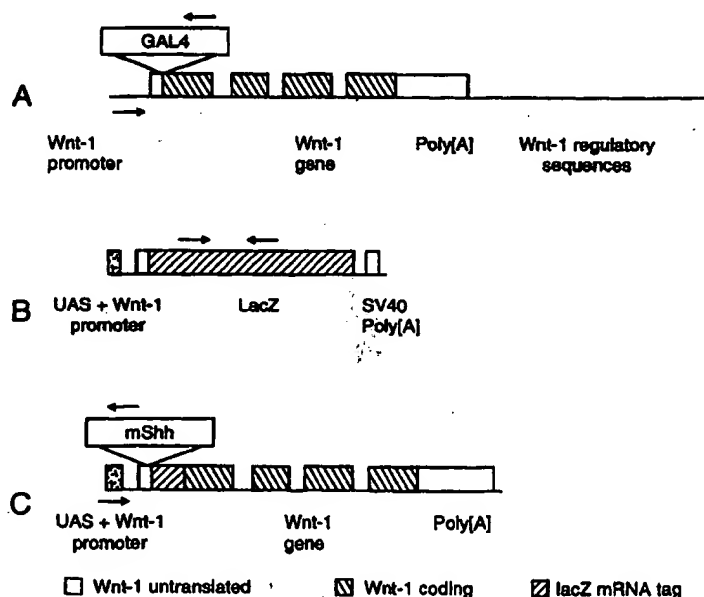 GAL4
A
Wnt-1 promoter
Wnt-1 gene
Poly[A]
Wnt-1 regulatory sequences
B
UAS + Wnt-1 promoter
LacZ
SV40 Poly[A]
mShh
C
UAS + Wnt-1 promoter
Wnt-1 gene
Poly[A]
Wnt-1 untranslated
Wnt-1 coding
lacZ mRNA tag